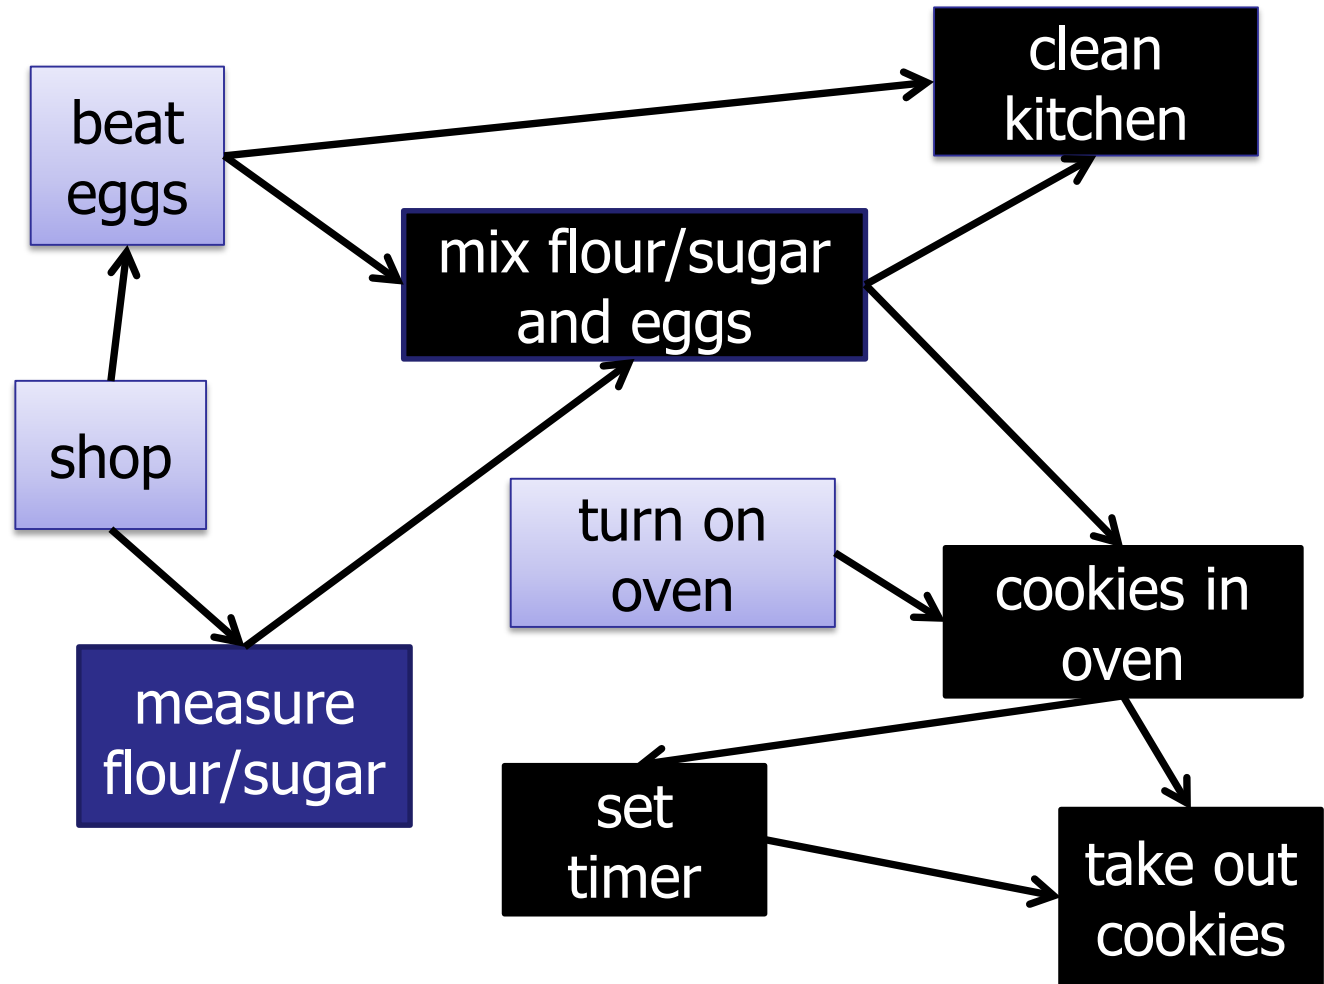 clean
kitchen
beat
eggs
mix flour/sugar
and eggs
shop
turn on
oven
cookies in
oven
measure
flour/sugar
set
timer
take out
cookies